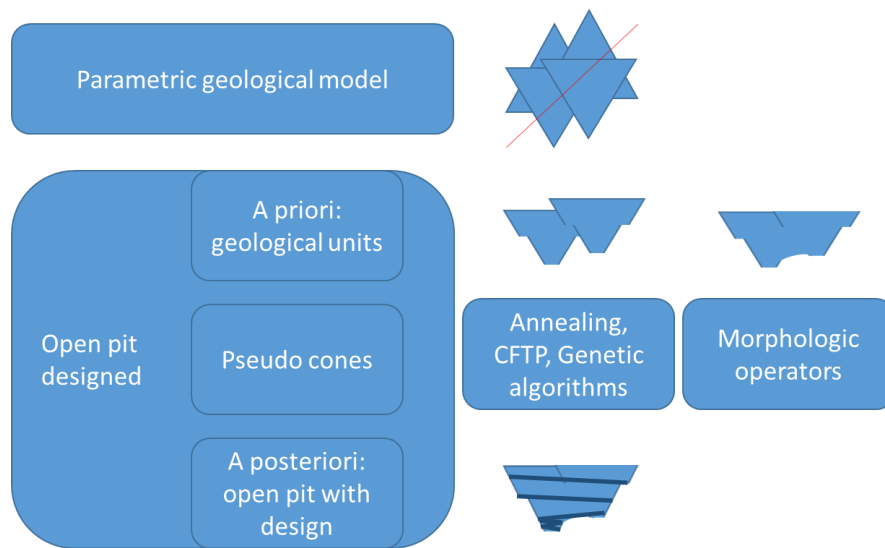 Parametric geological model
A priori:
geological units
Open pit
designed
Pseudo cones
Annealing,
CFTP, Genetic
algorithms
Morphologic
operators
A posteriori:
open pit with
design